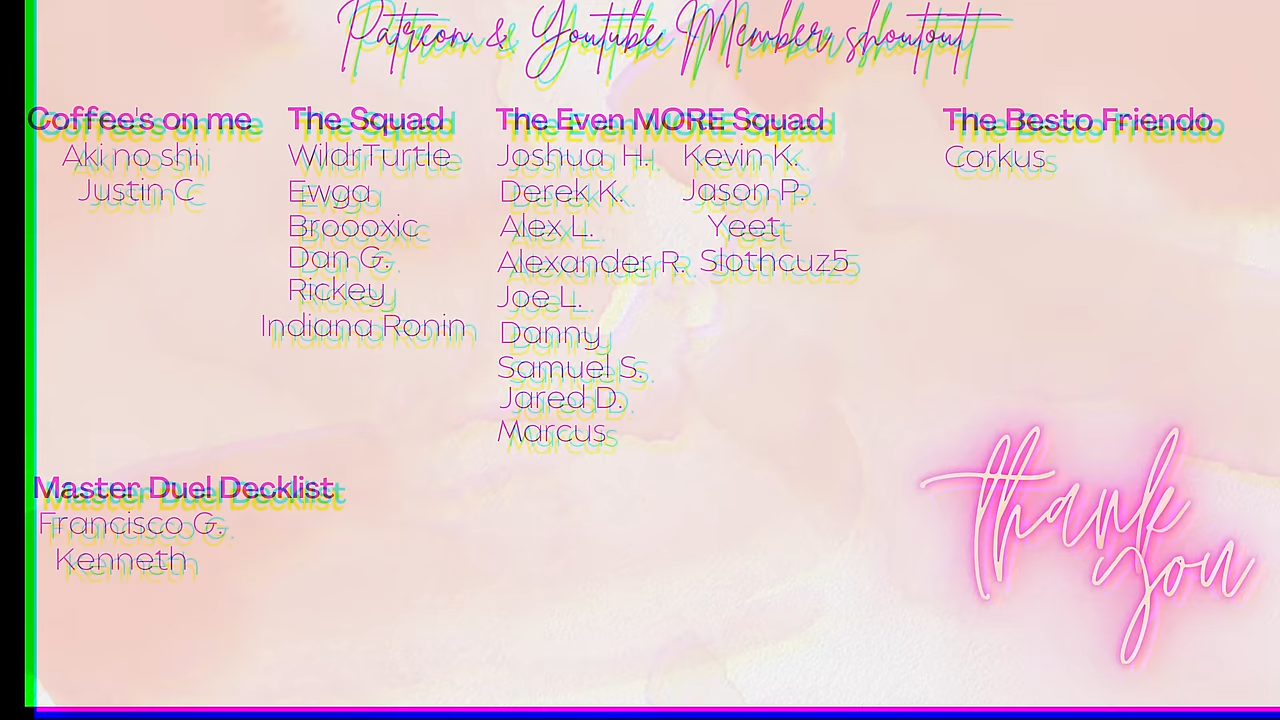 Patreon & Youtube Member shoutout
Coffee's on me
Aki no shi
Justin C
The Squad
WildrTurtle
Ewga
Broooxic
Dan G.
Rickey
Indiana Ronin
The Even MORE Squad
Joshua H.
Derek K.
Alex L.
Alexander R.
Joe L.
Danny
Samuel S.
Jared D.
Marcus
Kevin K.
Jason P.
Yeet
Slothcuz5
The Besto Friendo
Corkus
Master Duel Decklist
Francisco G.
Kenneth
thank
you